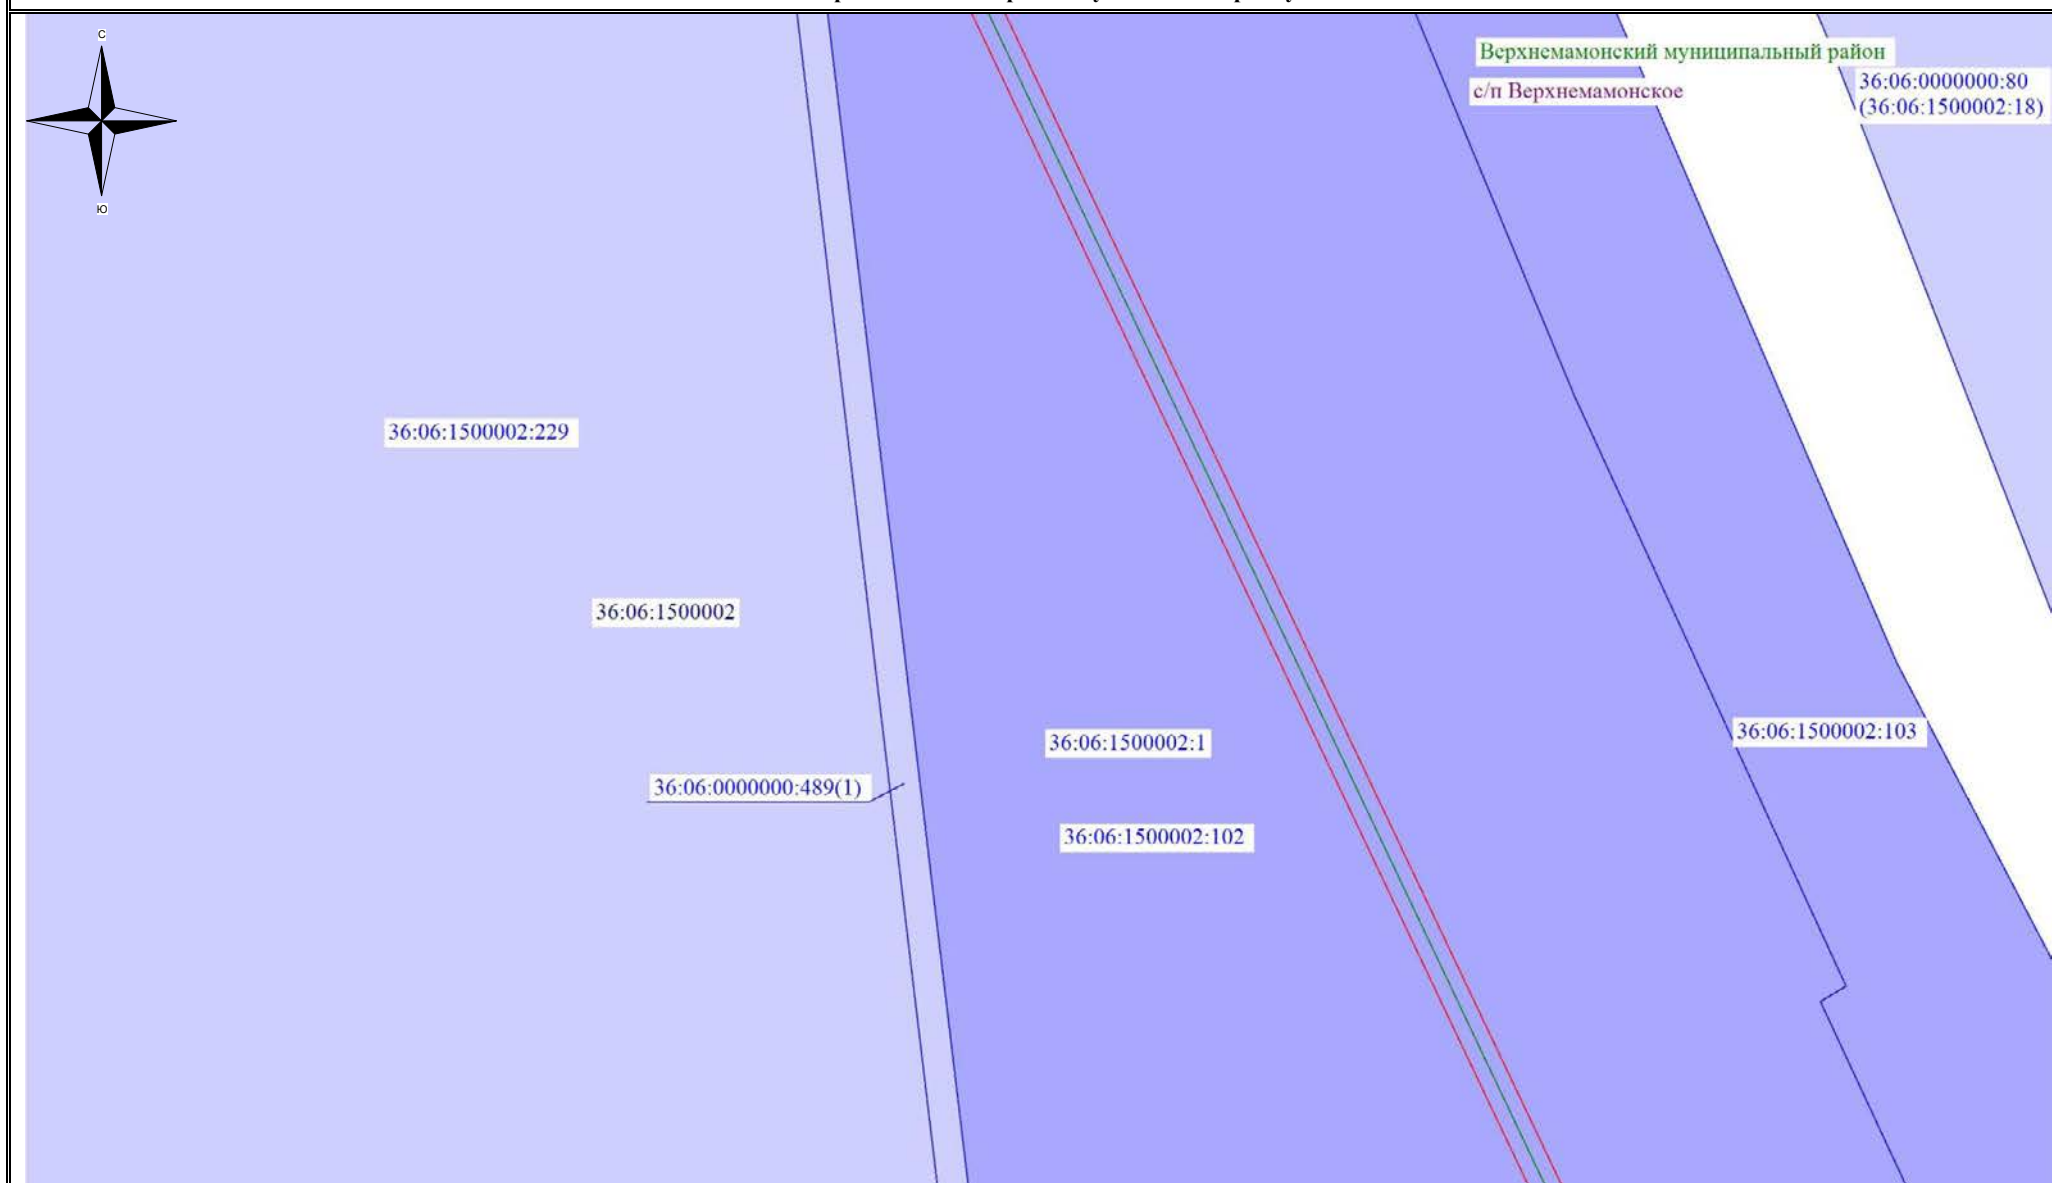 С
Ю
Верхнемамонский муниципальный район
с/п Верхнемамонское
36:06:0000000:80
(36:06:1500002:18)
36:06:1500002:229
36:06:1500002
36:06:1500002:1
36:06:1500002:103
36:06:0000000:489(1)
36:06:1500002:102